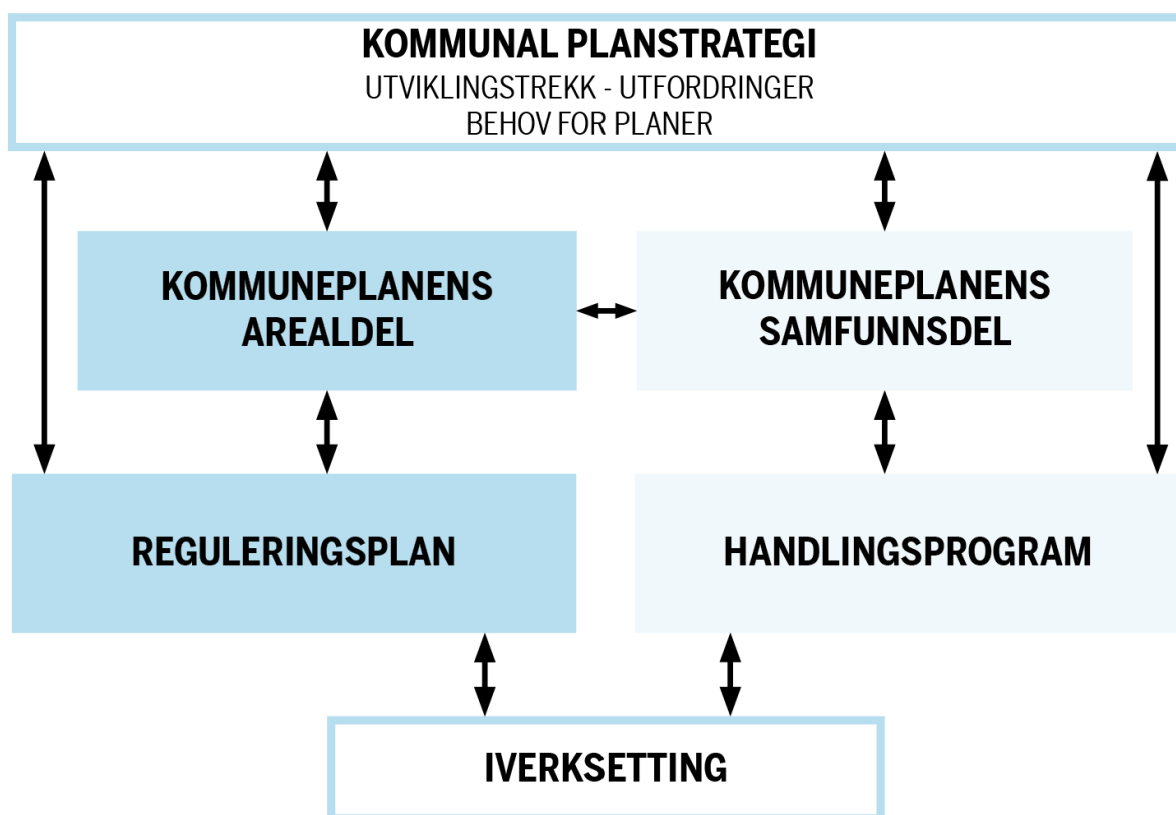 KOMMUNAL PLANSTRATEGI
UTVIKLINGSTREKK - UTFORDRINGER
BEHOV FOR PLANER
KOMMUNEPLANENS
AREALDEL
KOMMUNEPLANENS
SAMFUNNSDEL
REGULERINGSPLAN
HANDLINGSPROGRAM
IVERKSETTING